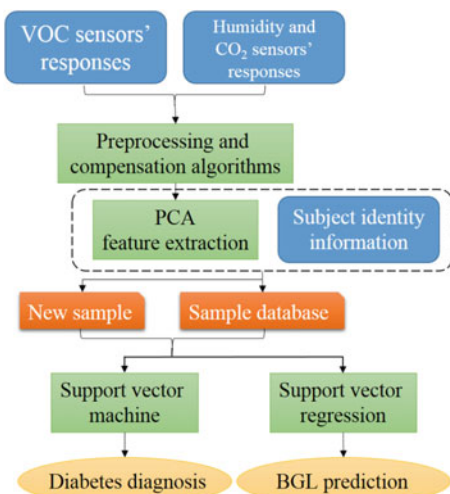 VOC sensors'
responses
Humidity and
CO₂ sensors'
responses
Preprocessing and
compensation algorithms
PCA
feature extraction
Subject identity
information
New sample
Sample database
Support vector
machine
Support vector
regression
Diabetes diagnosis
BGL prediction